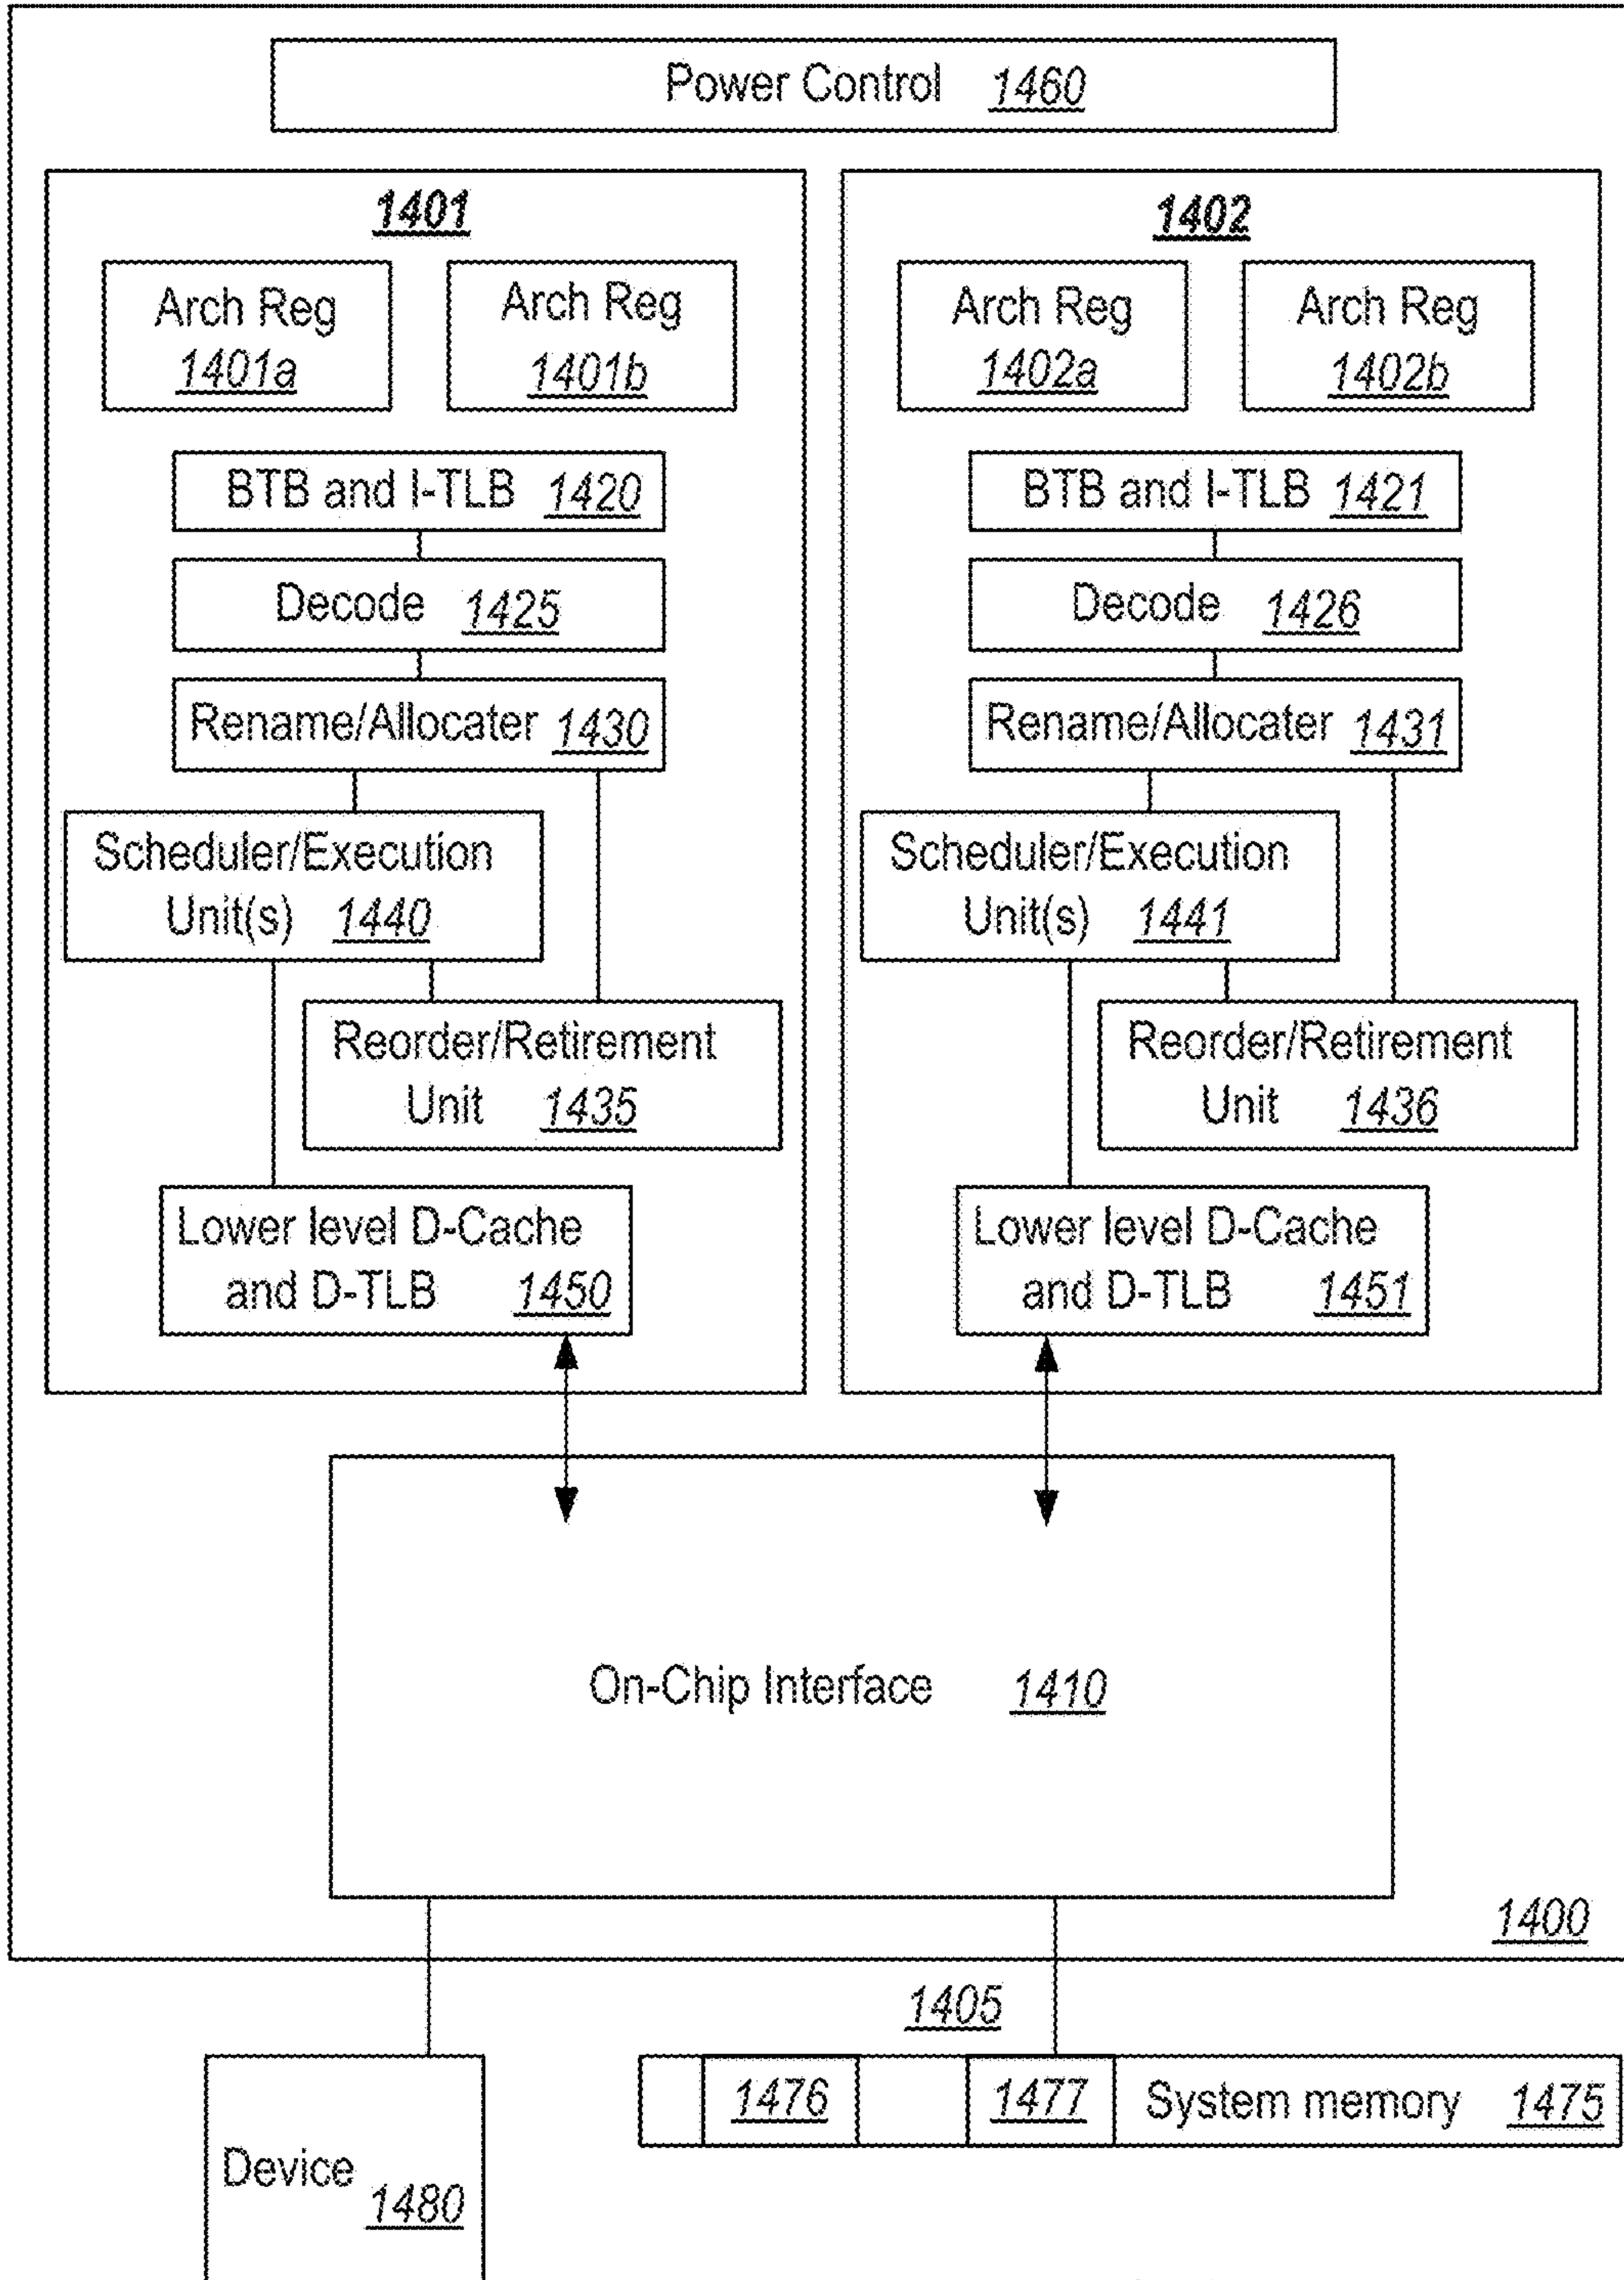 Power Control 1460
1401
Arch Reg
1401a
Arch Reg
1401b
BTB and I-TLB 1420
Decode 1425
Rename/Allocater 1430
Scheduler/Execution
Unit(s) 1440
Reorder/Retirement
Unit 1435
Lower level D-Cache
and D-TLB 1450
1402
Arch Reg
1402a
Arch Reg
1402b
BTB and I-TLB 1421
Decode 1426
Rename/Allocater 1431
Scheduler/Execution
Unit(s) 1441
Reorder/Retirement
Unit 1436
Lower level D-Cache
and D-TLB 1451
On-Chip Interface 1410
1400
1405
1476 1477 System memory 1475
Device 1480